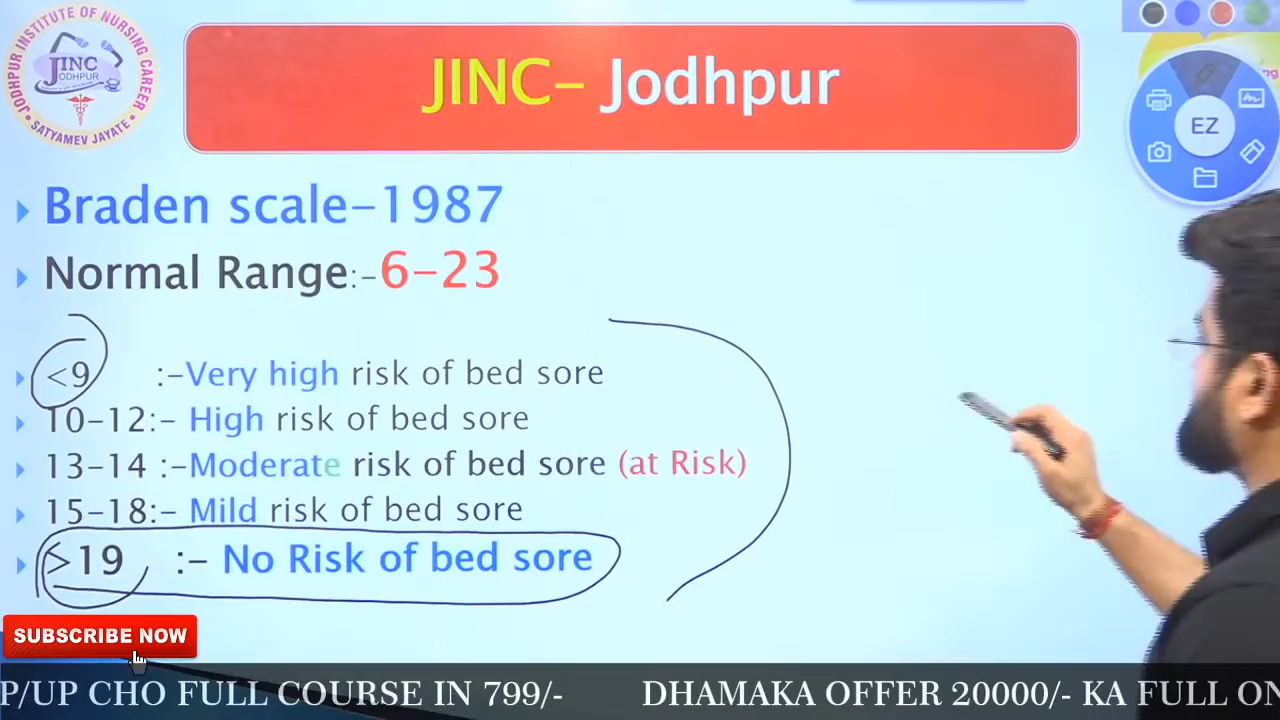 JODHPUR INSTITUTE OF NURSING CAREER
JINC
JODHPUR
SATYAMEV JAYATE
JINC– Jodhpur
EZ
Braden scale–1987
Normal Range:–6–23
<9 :–Very high risk of bed sore
10–12:– High risk of bed sore
13–14 :–Moderate risk of bed sore (at Risk)
15–18:– Mild risk of bed sore
>19 :– No Risk of bed sore
SUBSCRIBE NOW
P/UP CHO FULL COURSE IN 799/- DHAMAKA OFFER 20000/- KA FULL ON